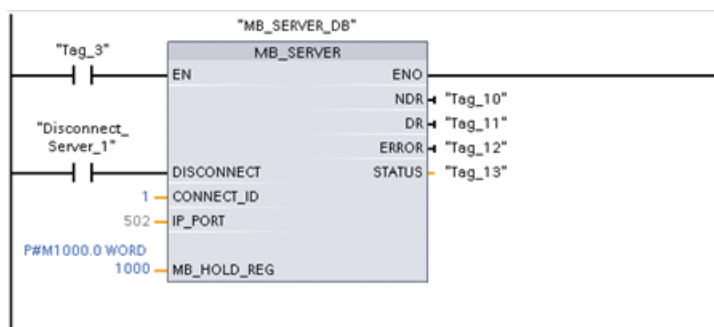 "MB_SERVER_DB"
"Tag_3"
MB_SERVER
EN
ENO
NDR
"Tag_10"
DR
"Tag_11"
"Disconnect_
Server_1"
ERROR
"Tag_12"
DISCONNECT
STATUS
"Tag_13"
1
CONNECT_ID
502
IP_PORT
P#M1000.0 WORD
1000
MB_HOLD_REG